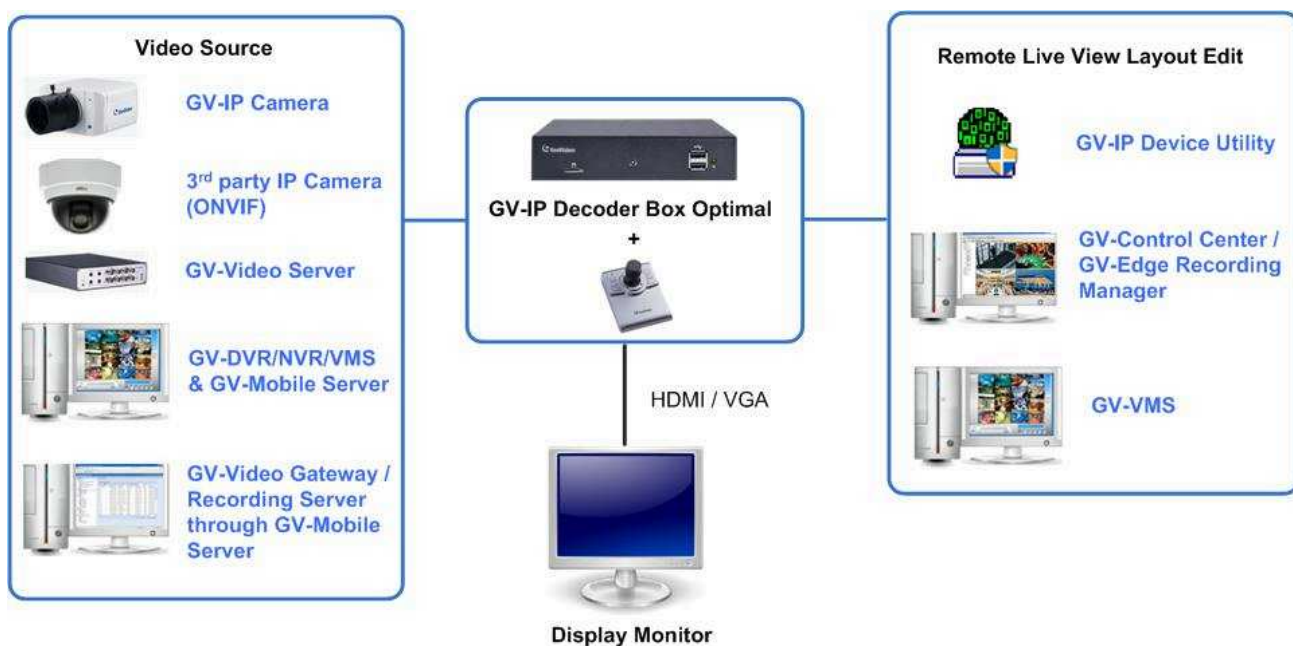 Video Source
GV-IP Camera
3rd party IP Camera
(ONVIF)
GV-Video Server
GV-DVR/NVR/VMS
& GV-Mobile Server
GV-Video Gateway /
Recording Server
through GV-Mobile
Server
GeoVision
GV-IP Decoder Box Optimal
+
HDMI / VGA
Display Monitor
Remote Live View Layout Edit
GV-IP Device Utility
GV-Control Center /
GV-Edge Recording
Manager
GV-VMS